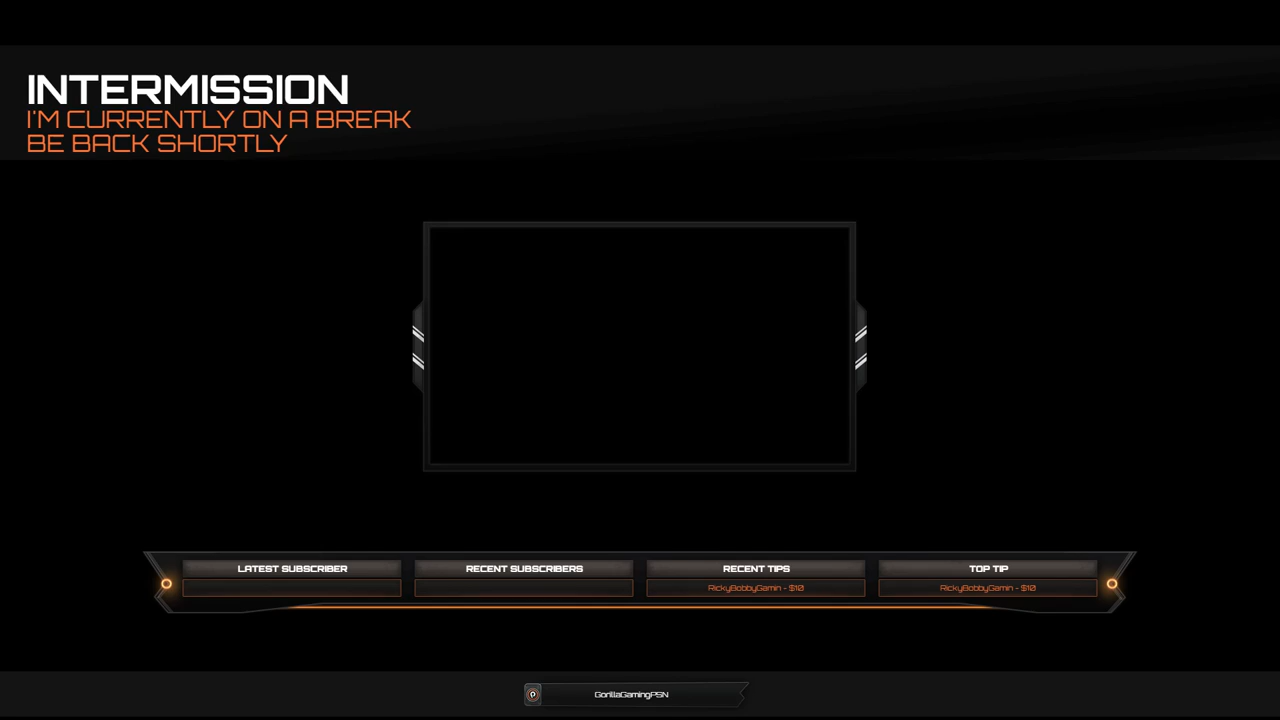 INTERMISSION
I'M CURRENTLY ON A BREAK
BE BACK SHORTLY
LATEST SUBSCRIBER
RECENT SUBSCRIBERS
RECENT TIPS
TOP TIP
RickyBobbyGamin - $10
RickyBobbyGamin - $10
GorillaGamingPSN